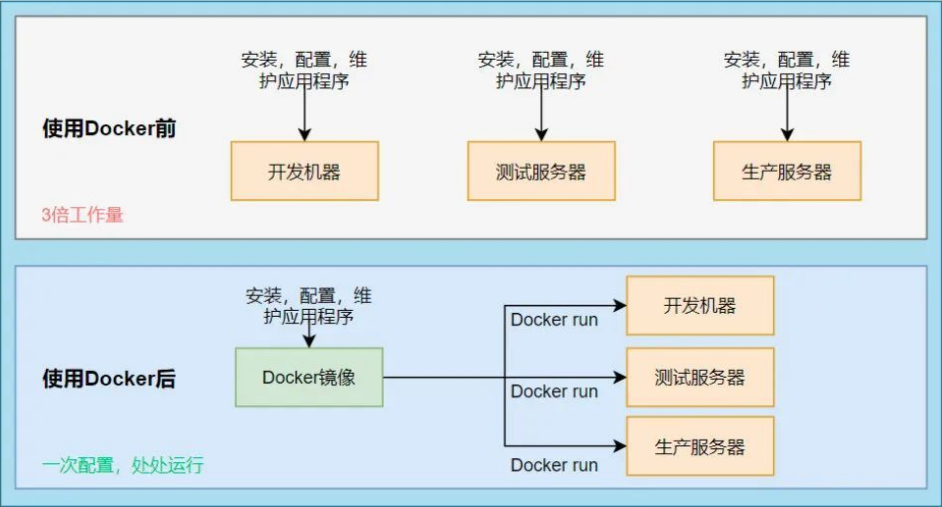 安装，配置，维
护应用程序
安装，配置，维
护应用程序
安装，配置，维
护应用程序
使用Docker前
开发机器
测试服务器
生产服务器
3倍工作量
安装，配置，维
护应用程序
开发机器
Docker run
使用Docker后
Docker镜像
测试服务器
Docker run
生产服务器
Docker run
一次配置，处处运行